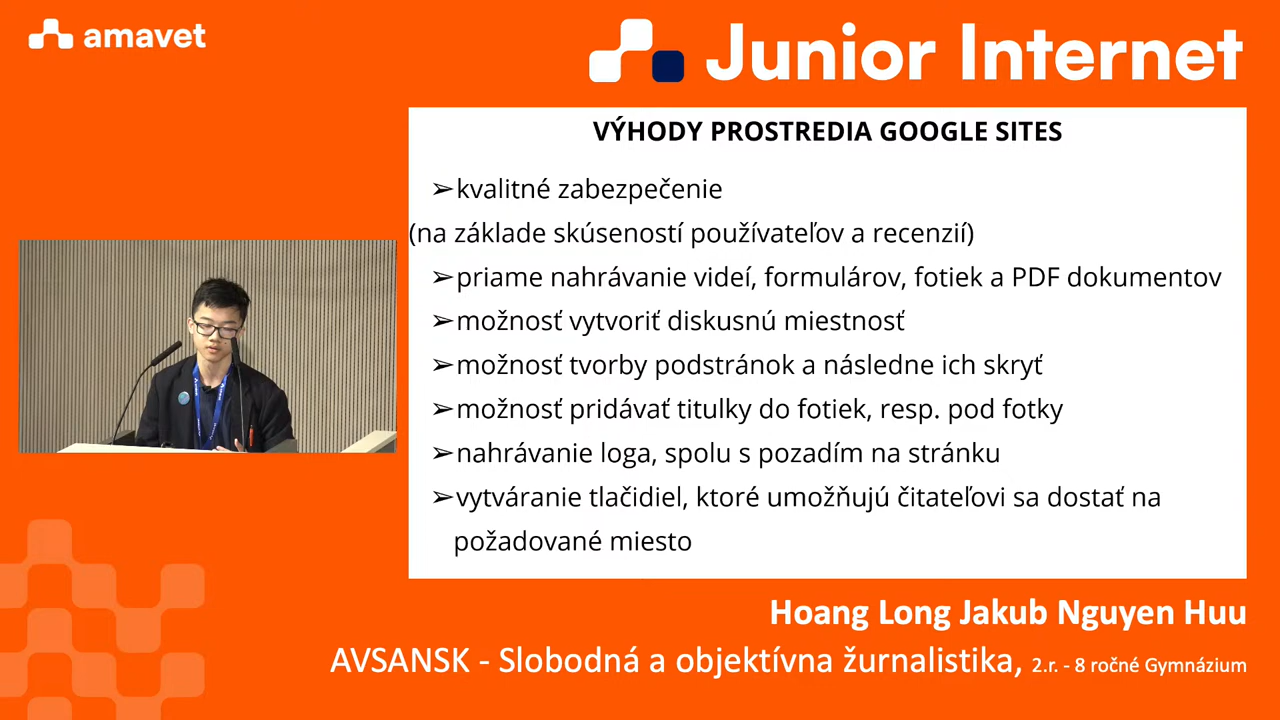 amavet
Junior Internet
VÝHODY PROSTREDIA GOOGLE SITES
➢kvalitné zabezpečenie
(na základe skúseností používateľov a recenzií)
➢priame nahrávanie videí, formulárov, fotiek a PDF dokumentov
➢možnosť vytvoriť diskusnú miestnosť
➢možnosť tvorby podstránok a následne ich skryť
➢možnosť pridávať titulky do fotiek, resp. pod fotky
➢nahrávanie loga, spolu s pozadím na stránku
➢vytváranie tlačidiel, ktoré umožňujú čitateľovi sa dostať na
požadované miesto
Hoang Long Jakub Nguyen Huu
AVSANSK - Slobodná a objektívna žurnalistika, 2.r. - 8 ročné Gymnázium